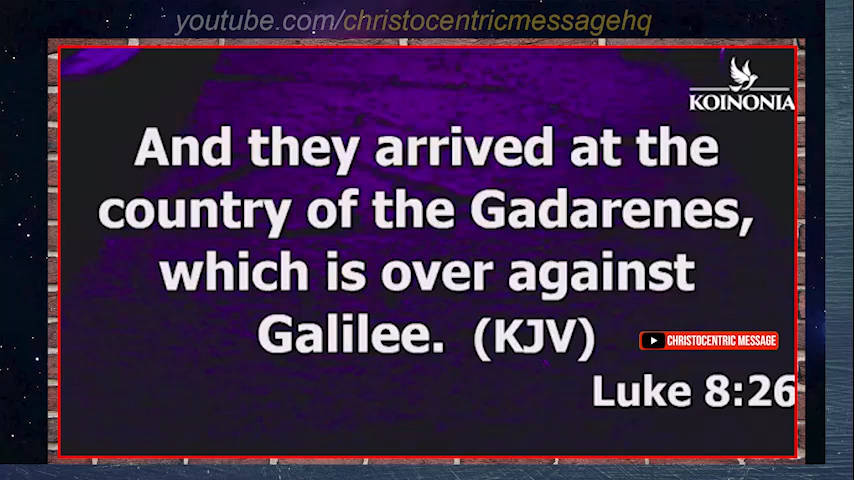 youtube.com/christocentricmessagehq
KOINONIA
And they arrived at the
country of the Gadarenes,
which is over against
Galilee. (KJV)
CHRISTOCENTRIC MESSAGE
Luke 8:26